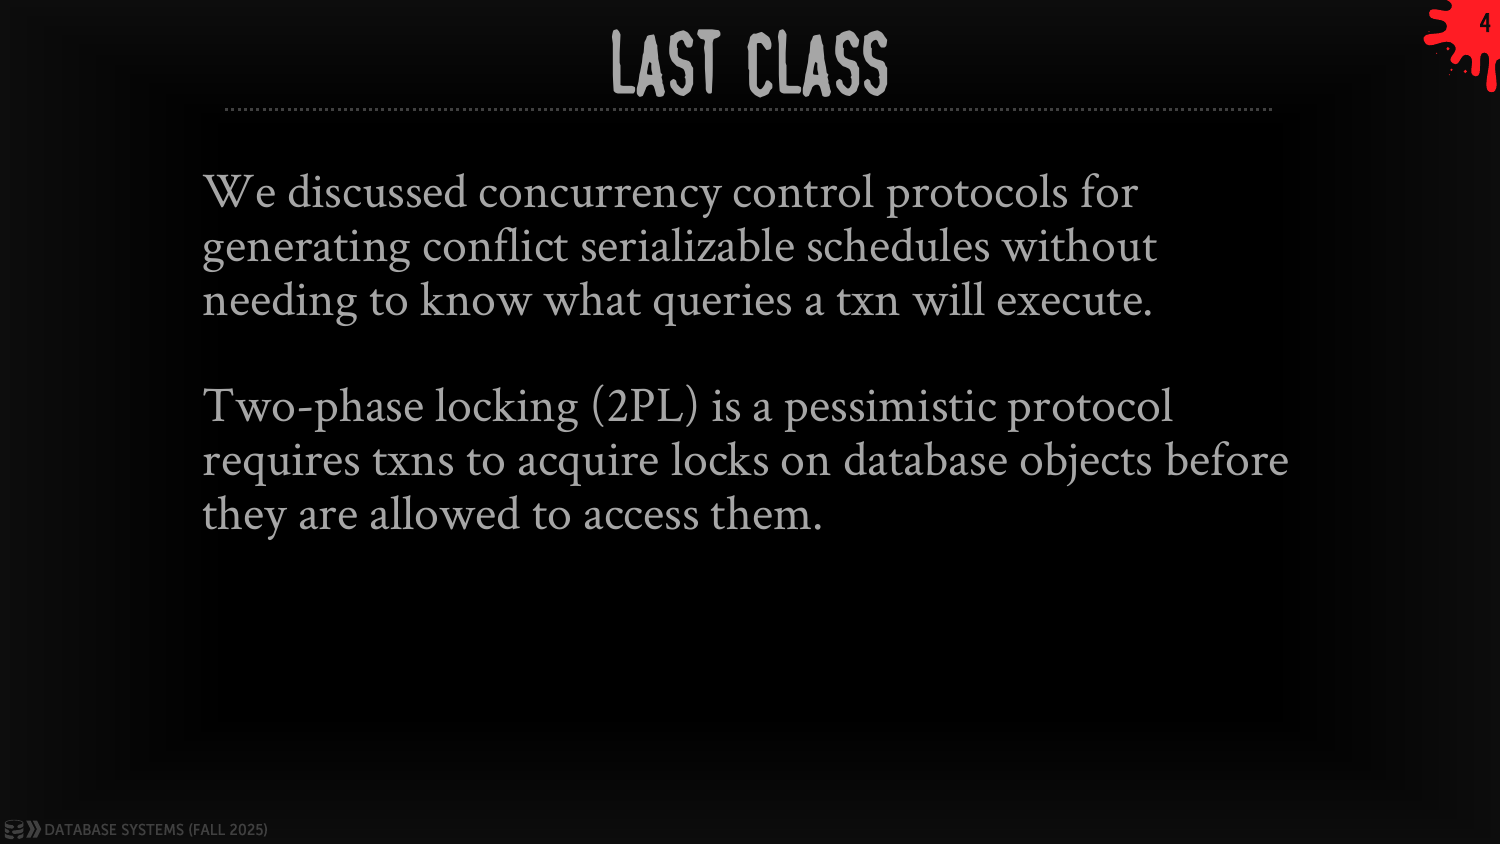 4
LAST CLASS
We discussed concurrency control protocols for
generating conflict serializable schedules without
needing to know what queries a txn will execute.
Two-phase locking (2PL) is a pessimistic protocol
requires txns to acquire locks on database objects before
they are allowed to access them.
DATABASE SYSTEMS (FALL 2025)